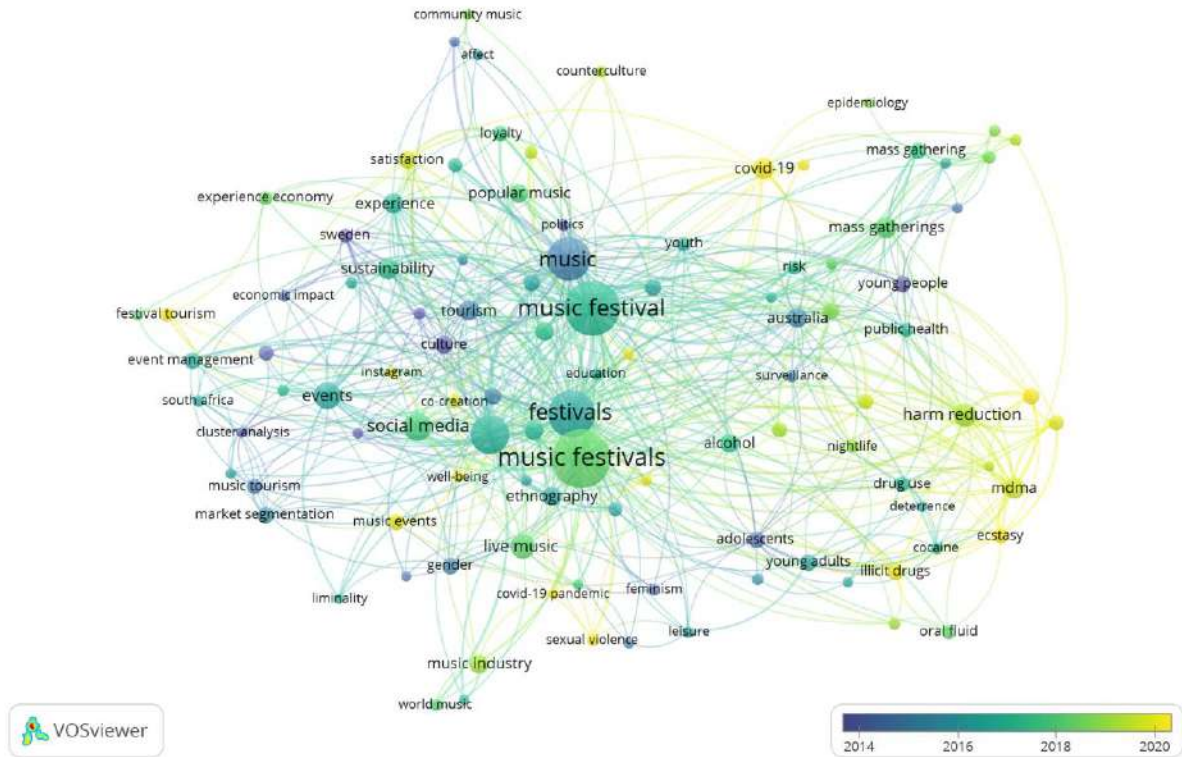 community music
affect
counterculture
epidemiology
loyalty
mass gathering
satisfaction
covid-19
experience economy
experience
popular music
politics
mass gatherings
sweden
music
youth
sustainability
risk
young people
economic impact
music festival
festival tourism
tourism
australia
public health
culture
event management
instagram
education
surveillance
south africa
events
co-creation
festivals
harm reduction
cluster analysis
social media
alcohol
nightlife
music festivals
well-being
drug use
mdma
music tourism
ethnography
deterrence
market segmentation
music events
ecstasy
adolescents
live music
cocaine
gender
young adults
illicit drugs
liminality
covid-19 pandemic
feminism
sexual violence
leisure
oral fluid
music industry
world music
VOSviewer
2014 2016 2018 2020